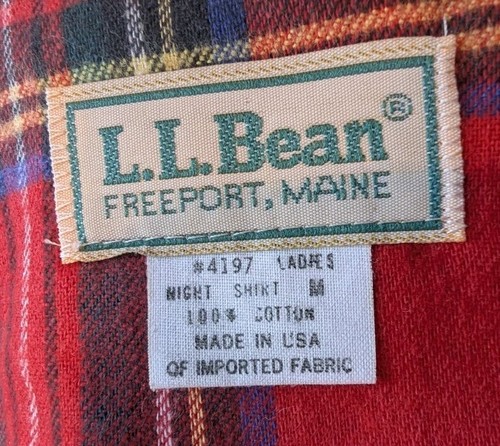 L.L.Bean®
FREEPORT, MAINE
#4197 LADIES
NIGHT SHIRT M
100% COTTON
MADE IN USA
OF IMPORTED FABRIC